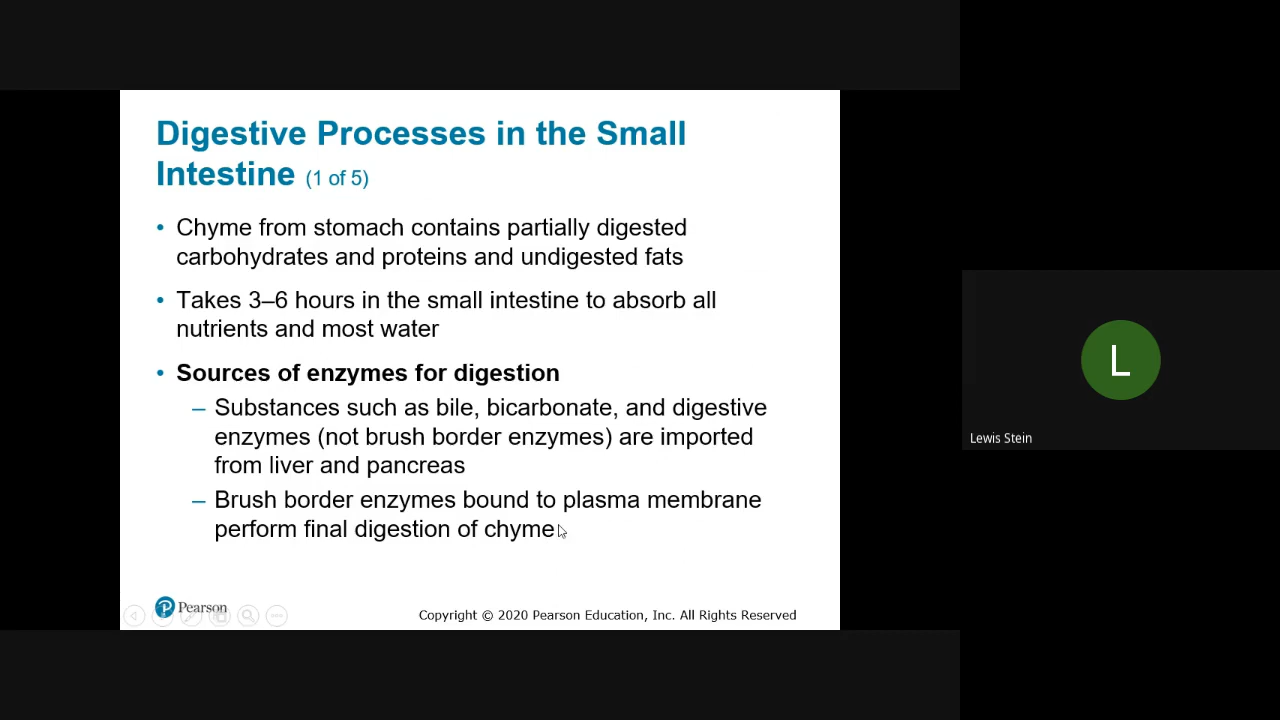 Digestive Processes in the Small
Intestine (1 of 5)
• Chyme from stomach contains partially digested
carbohydrates and proteins and undigested fats
• Takes 3–6 hours in the small intestine to absorb all
nutrients and most water
• Sources of enzymes for digestion
– Substances such as bile, bicarbonate, and digestive
enzymes (not brush border enzymes) are imported
from liver and pancreas
– Brush border enzymes bound to plasma membrane
perform final digestion of chyme
P Pearson
Copyright © 2020 Pearson Education, Inc. All Rights Reserved
L
Lewis Stein